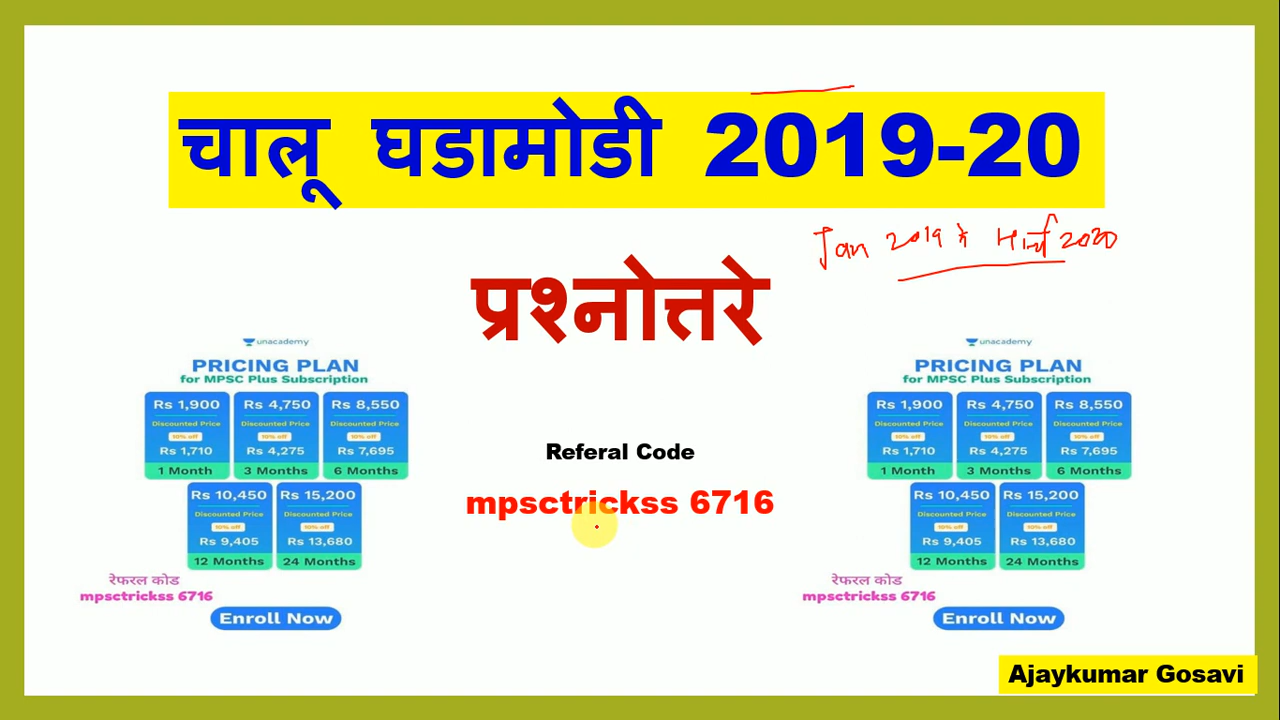 चालू घडामोडी 2019-20
Jan 2019 ते मार्च 2020
प्रश्नोत्तरे
unacademy
PRICING PLAN
for MPSC Plus Subscription
Rs 1,900 Rs 4,750 Rs 8,550
Discounted Price Discounted Price Discounted Price
10% off 10% off 10% off
Rs 1,710 Rs 4,275 Rs 7,695
1 Month 3 Months 6 Months
Rs 10,450 Rs 15,200
Discounted Price Discounted Price
10% off 10% off
Rs 9,405 Rs 13,680
12 Months 24 Months
रेफरल कोड
mpsctrickss 6716
Enroll Now
Referal Code
mpsctrickss 6716
unacademy
PRICING PLAN
for MPSC Plus Subscription
Rs 1,900 Rs 4,750 Rs 8,550
Discounted Price Discounted Price Discounted Price
10% off 10% off 10% off
Rs 1,710 Rs 4,275 Rs 7,695
1 Month 3 Months 6 Months
Rs 10,450 Rs 15,200
Discounted Price Discounted Price
10% off 10% off
Rs 9,405 Rs 13,680
12 Months 24 Months
रेफरल कोड
mpsctrickss 6716
Enroll Now
Ajaykumar Gosavi